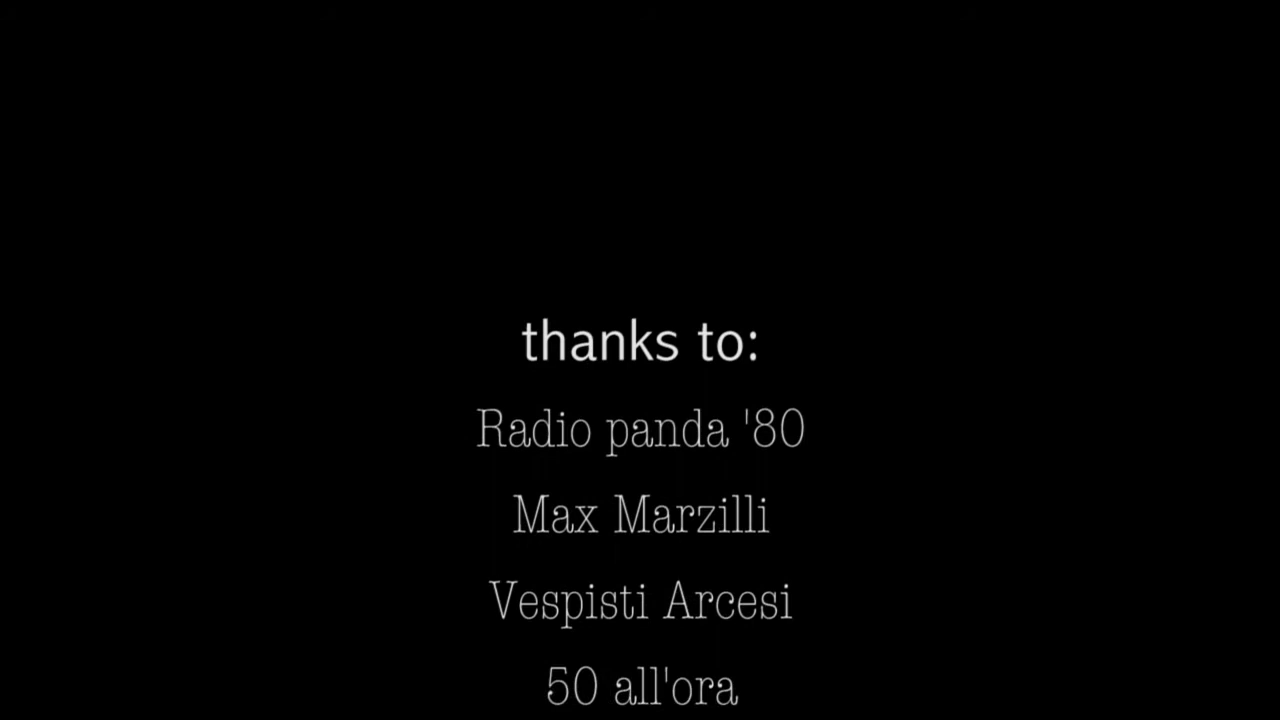 thanks to:
Radio panda '80
Max Marzilli
Vespisti Arcesi
50 all'ora